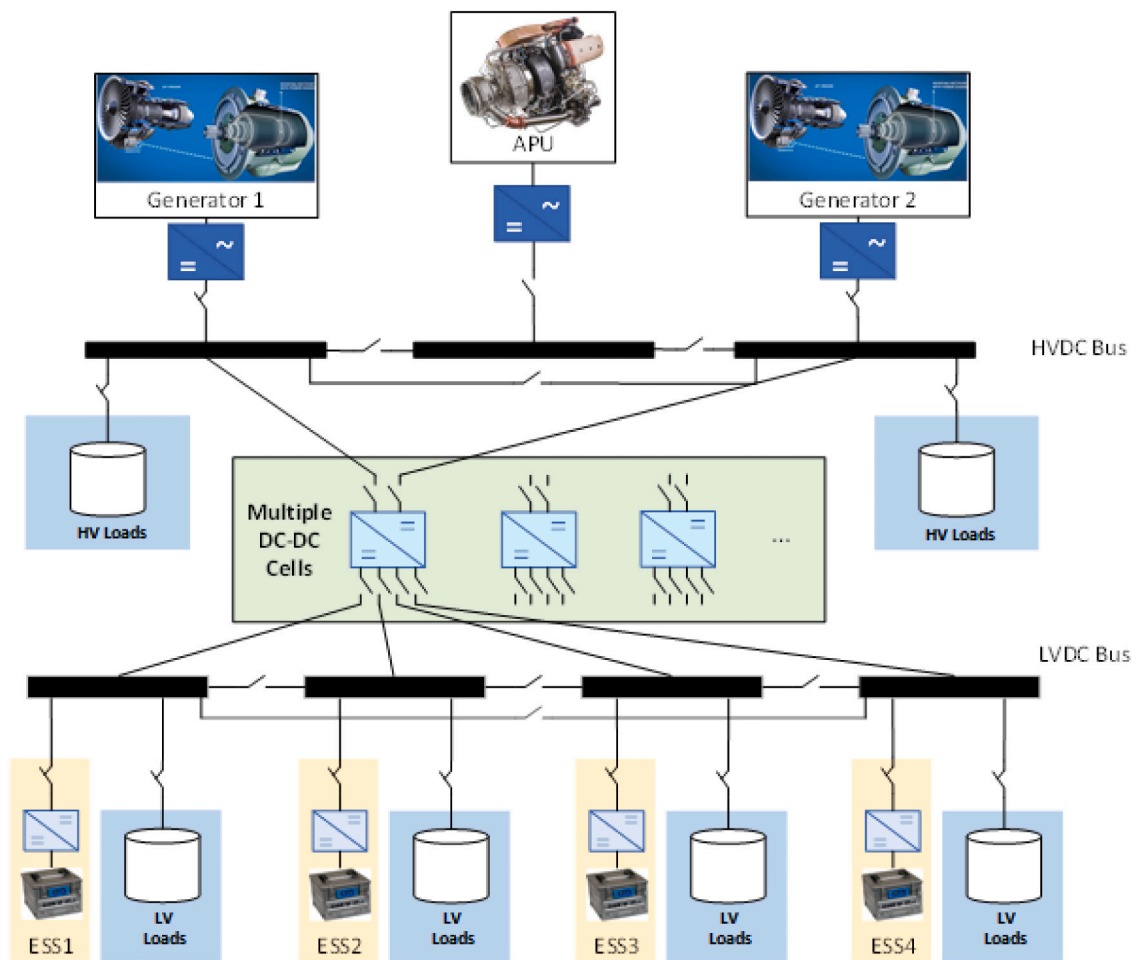 APU
Generator 1
Generator 2
HVDC Bus
HV Loads
HV Loads
Multiple
DC-DC
Cells
...
LVDC Bus
ESS1
LV
Loads
ESS2
LV
Loads
ESS3
LV
Loads
ESS4
LV
Loads